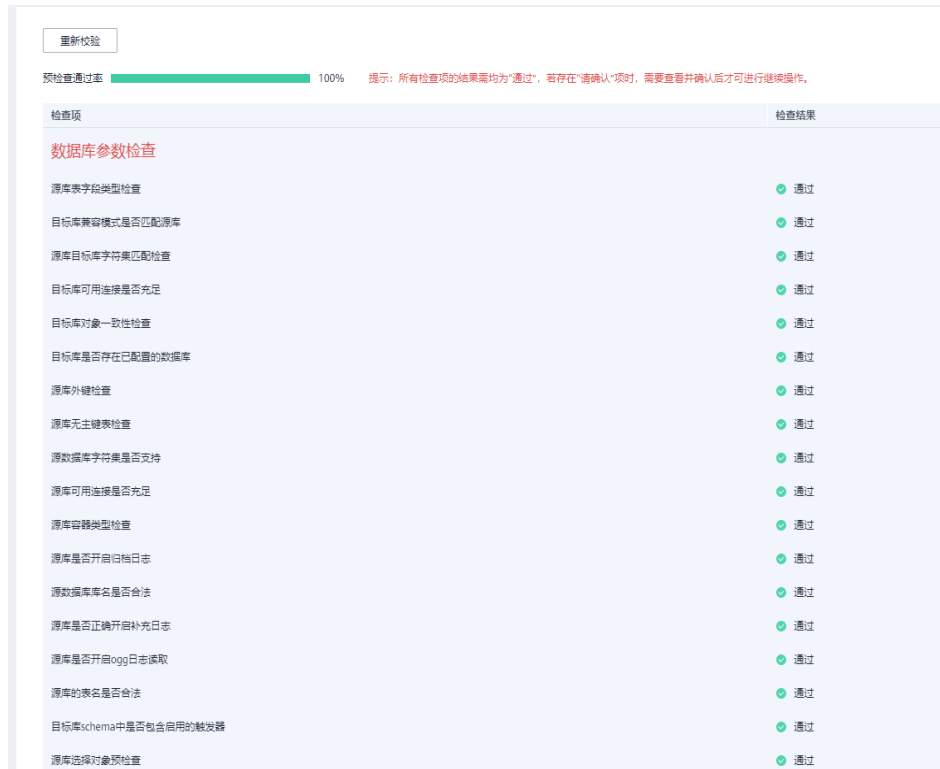 重新校验
预检查通过率 100% 提示：所有检查项的结果需均为"通过"，若存在"请确认"项时，需要查看并确认后才可进行继续操作。
检查项 检查结果
数据库参数检查
源库表字段类型检查 通过
目标库兼容模式是否匹配源库 通过
源库目标库字符集匹配检查 通过
目标库可用连接是否充足 通过
目标库对象一致性检查 通过
目标库是否存在已配置的数据库 通过
源库外键检查 通过
源库无主键表检查 通过
源数据库字符集是否支持 通过
源库可用连接是否充足 通过
源库容器类型检查 通过
源库是否开启归档日志 通过
源数据库库名是否合法 通过
源库是否正确开启补充日志 通过
源库是否开启ogg日志读取 通过
源库的表名是否合法 通过
目标库schema中是否包含启用的触发器 通过
源库选择对象预检查 通过